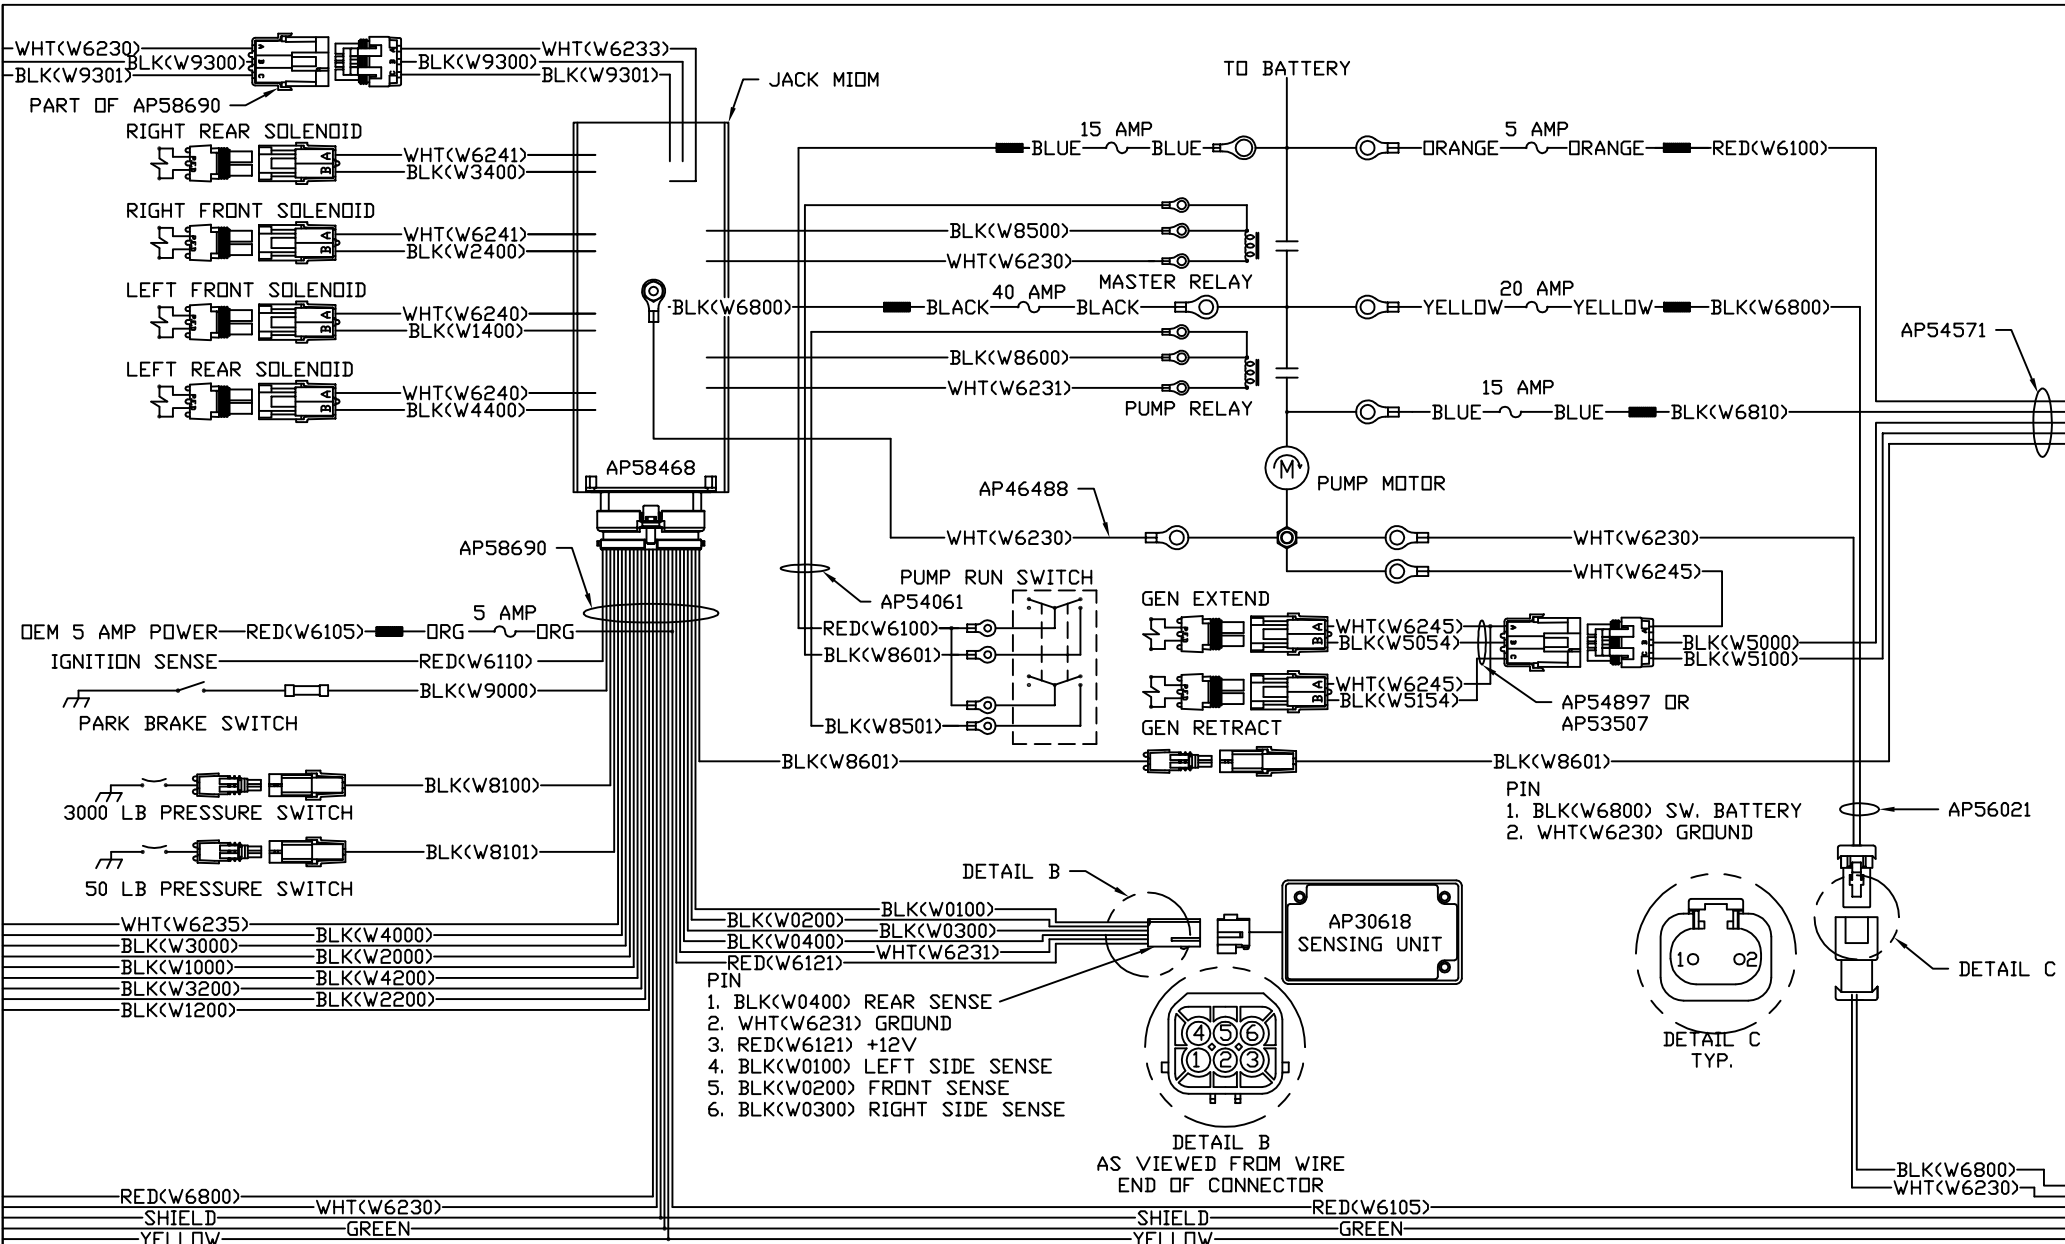 WHT(W6230)
BLK(W9300)
BLK(W9301)
WHT(W6233)
BLK(W9300)
BLK(W9301)
PART OF AP58690
JACK MIOM
TO BATTERY
RIGHT REAR SOLENOID
A
B
WHT(W6241)
BLK(W3400)
RIGHT FRONT SOLENOID
A
B
WHT(W6241)
BLK(W2400)
LEFT FRONT SOLENOID
A
B
WHT(W6240)
BLK(W1400)
LEFT REAR SOLENOID
A
B
WHT(W6240)
BLK(W4400)
15 AMP
BLUE BLUE
5 AMP
ORANGE ORANGE RED(W6100)
BLK(W8500)
WHT(W6230)
MASTER RELAY
BLK(W6800)
40 AMP
BLACK BLACK
20 AMP
YELLOW YELLOW BLK(W6800)
BLK(W8600)
WHT(W6231)
PUMP RELAY
15 AMP
BLUE BLUE BLK(W6810)
AP54571
M
PUMP MOTOR
AP58468
AP46488
WHT(W6230)
WHT(W6230)
WHT(W6245)
AP58690
AP54061
PUMP RUN SWITCH
RED(W6100)
BLK(W8601)
BLK(W8501)
OEM 5 AMP POWER RED(W6105) ORG 5 AMP ORG
IGNITION SENSE RED(W6110)
BLK(W9000)
PARK BRAKE SWITCH
GEN EXTEND
A
B
WHT(W6245)
BLK(W5054)
A
B
C
BLK(W5000)
BLK(W5100)
A
B
WHT(W6245)
BLK(W5154)
GEN RETRACT
AP54897 OR
AP53507
BLK(W8601)
BLK(W8601)
BLK(W8100)
3000 LB PRESSURE SWITCH
BLK(W8101)
50 LB PRESSURE SWITCH
PIN
1. BLK(W6800) SW. BATTERY
2. WHT(W6230) GROUND
AP56021
DETAIL B
WHT(W6235)
BLK(W4000)
BLK(W3000)
BLK(W2000)
BLK(W1000)
BLK(W4200)
BLK(W3200)
BLK(W2200)
BLK(W1200)
BLK(W0100)
BLK(W0200)
BLK(W0300)
BLK(W0400)
WHT(W6231)
RED(W6121)
AP30618
SENSING UNIT
PIN
1. BLK(W0400) REAR SENSE
2. WHT(W6231) GROUND
3. RED(W6121) +12V
4. BLK(W0100) LEFT SIDE SENSE
5. BLK(W0200) FRONT SENSE
6. BLK(W0300) RIGHT SIDE SENSE
4 5 6
1 2 3
DETAIL B
AS VIEWED FROM WIRE
END OF CONNECTOR
1 2
DETAIL C
TYP.
DETAIL C
RED(W6800)
WHT(W6230)
SHIELD
GREEN
YELLOW
RED(W6105)
SHIELD
GREEN
YELLOW
BLK(W6800)
WHT(W6230)